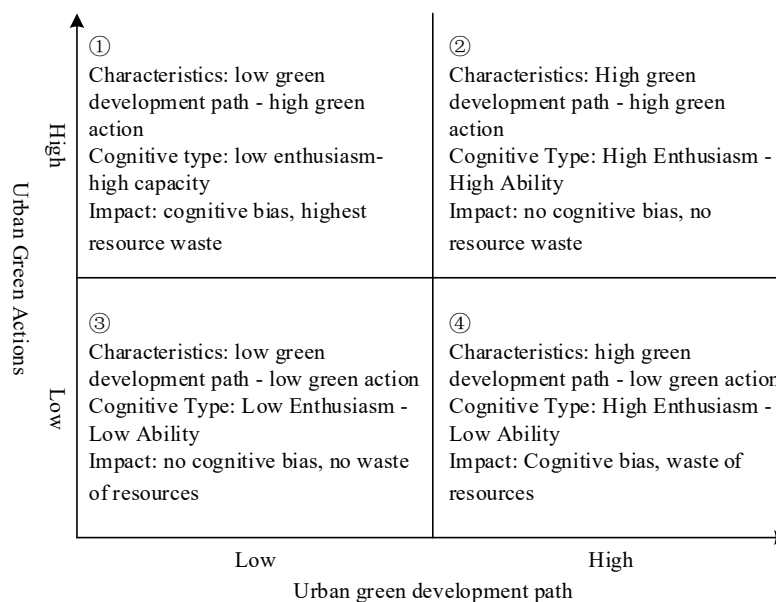 ①
Characteristics: low green
development path - high green
action
Cognitive type: low enthusiasm-
high capacity
Impact: cognitive bias, highest
resource waste
②
Characteristics: High green
development path - high green
action
Cognitive Type: High Enthusiasm -
High Ability
Impact: no cognitive bias, no
resource waste
③
Characteristics: low green
development path - low green action
Cognitive Type: Low Enthusiasm -
Low Ability
Impact: no cognitive bias, no waste
of resources
④
Characteristics: high green
development path - low green action
Cognitive Type: High Enthusiasm -
Low Ability
Impact: Cognitive bias, waste of
resources
High
Low
Urban Green Actions
Low
High
Urban green development path